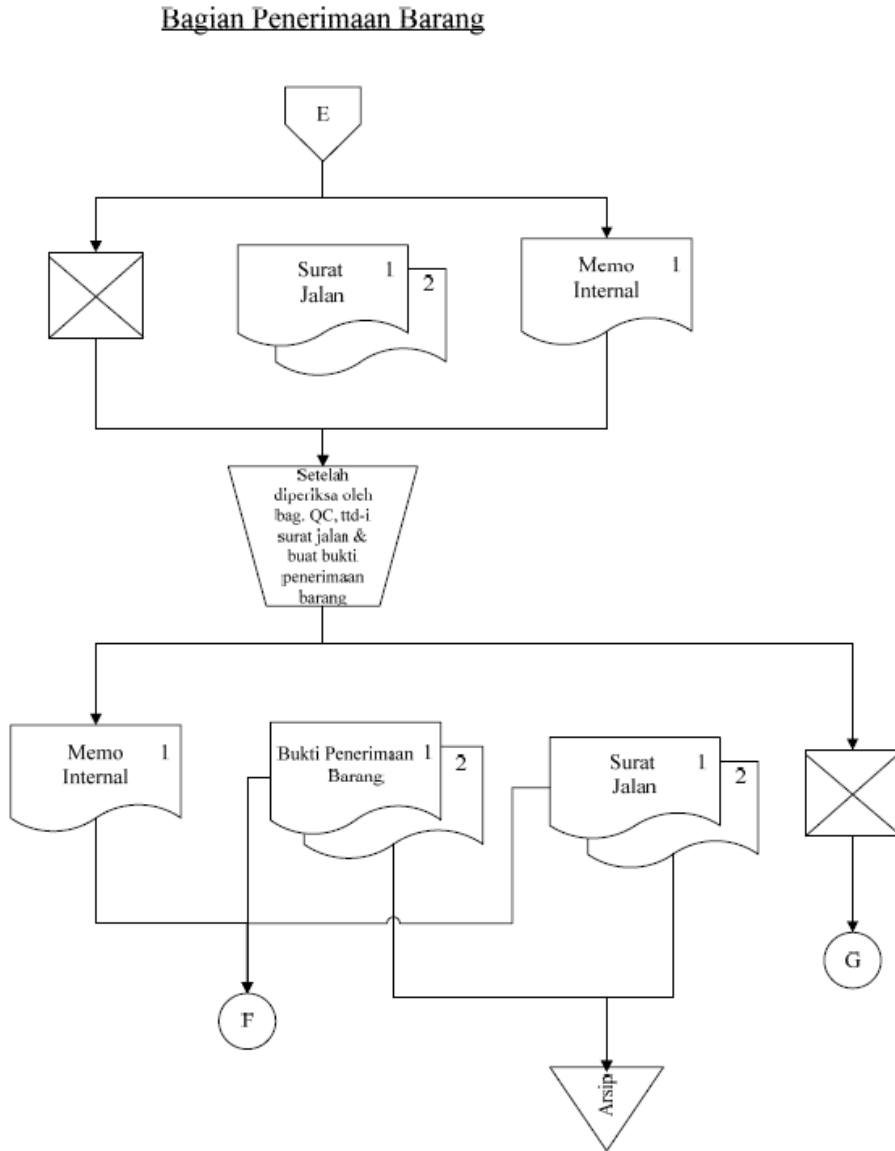 Bagian Penerimaan Barang
E
Surat
Jalan
1
2
Memo
Internal
1
Setelah
diperiksa oleh
bag. QC, ttd-i
surat jalan &
buat bukti
penerimaan
barang
Memo
Internal
1
Bukti Penerimaan
Barang
1
2
Surat
Jalan
1
2
G
F
Arsip